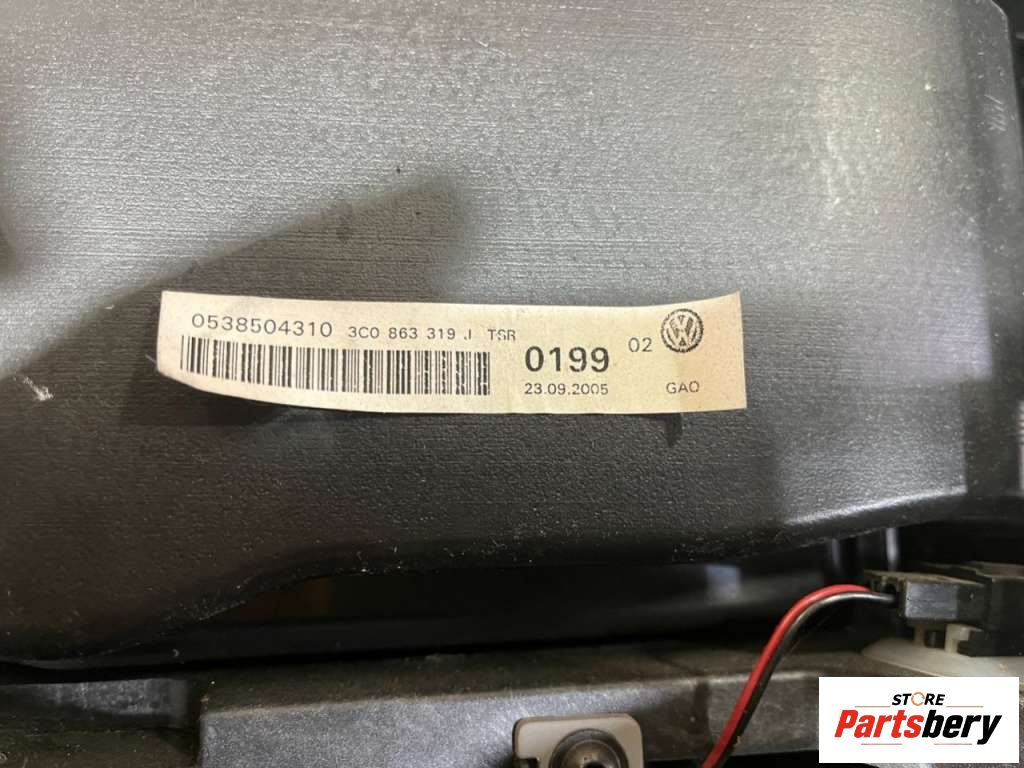 0538504310 3C0 863 319 J TSR
0199 02
23.09.2005 GAO
STORE
Partsbery